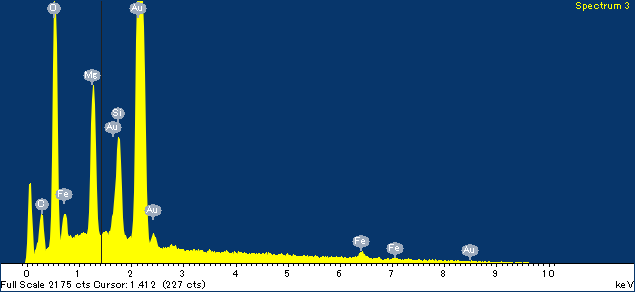 Spectrum 3
O
Au
Mg
Si
Au
Fe
O
Au
Fe
Fe
Au
0 1 2 3 4 5 6 7 8 9 10
Full Scale 2175 cts Cursor: 1.412 (227 cts) keV